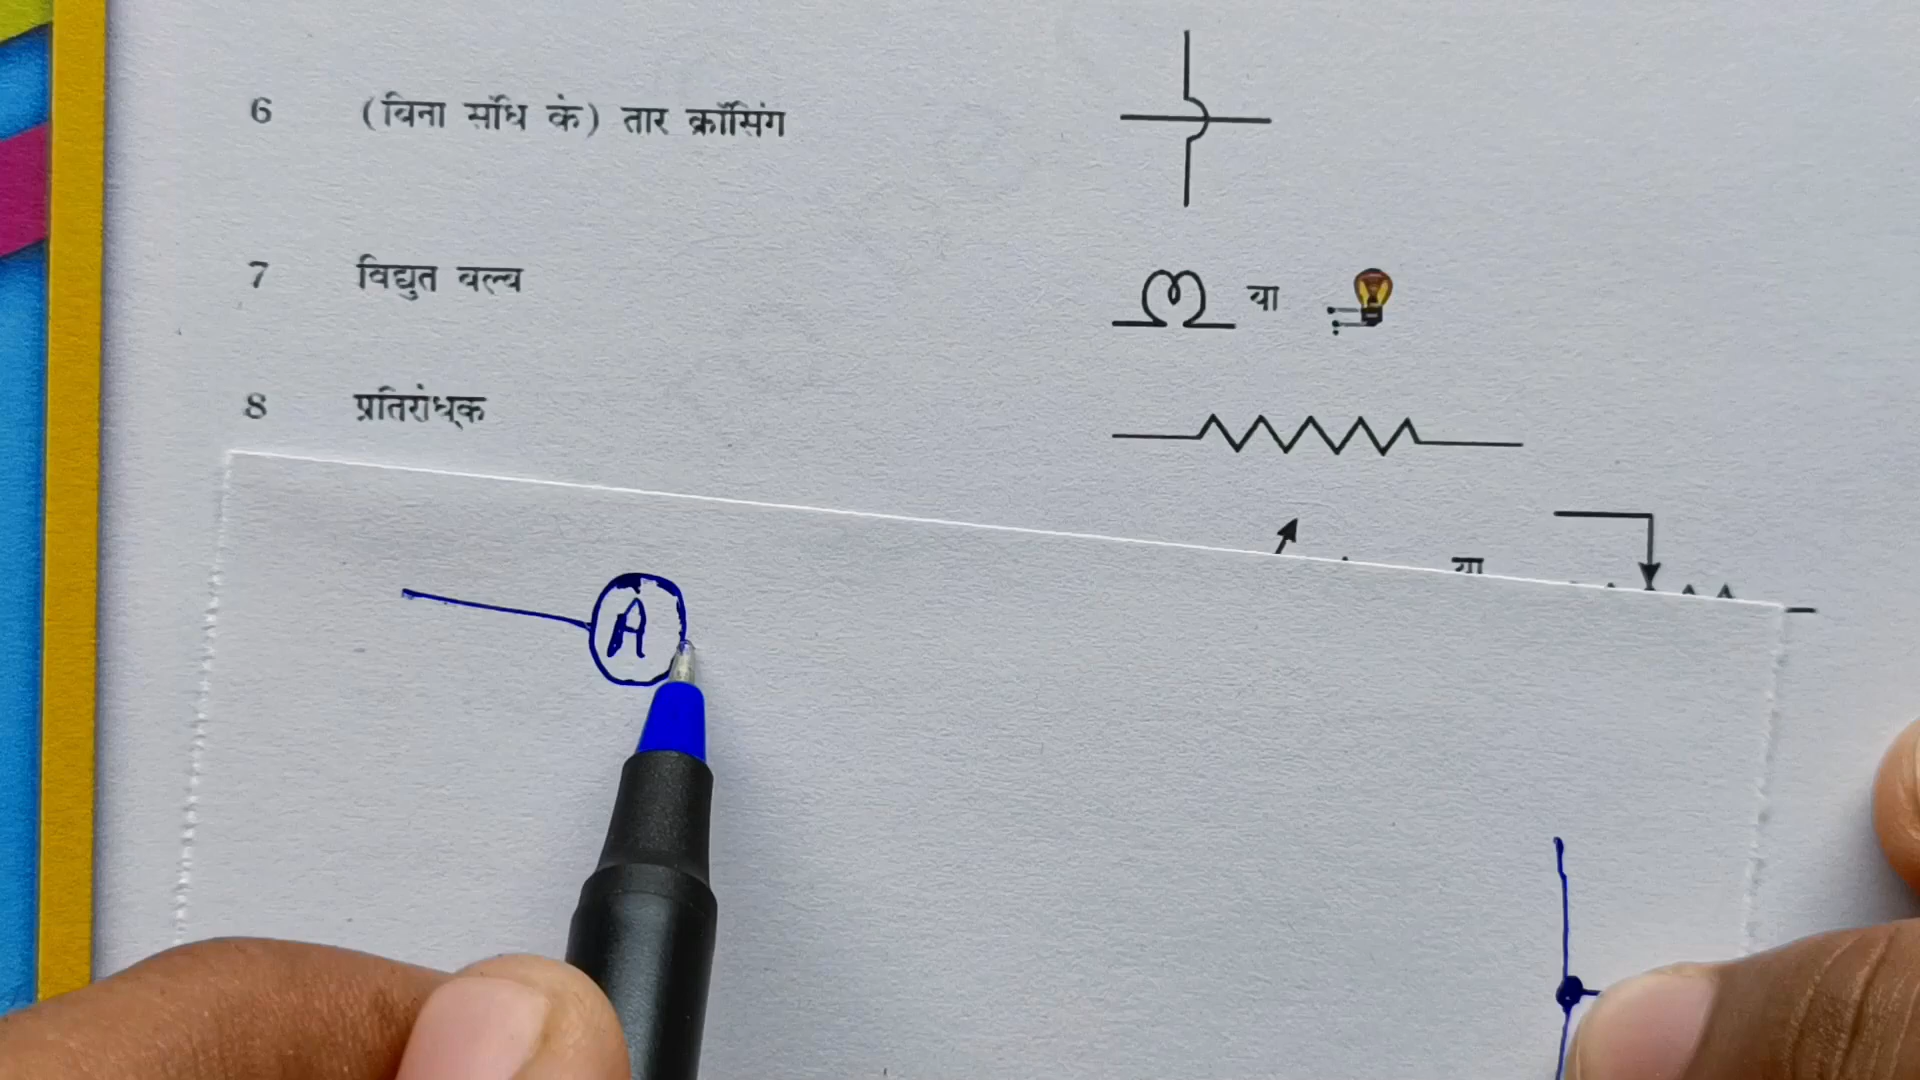 6 (बिना संधि के) तार क्रॉसिंग
7 विद्युत बल्ब या
8 प्रतिरोधक
या
A